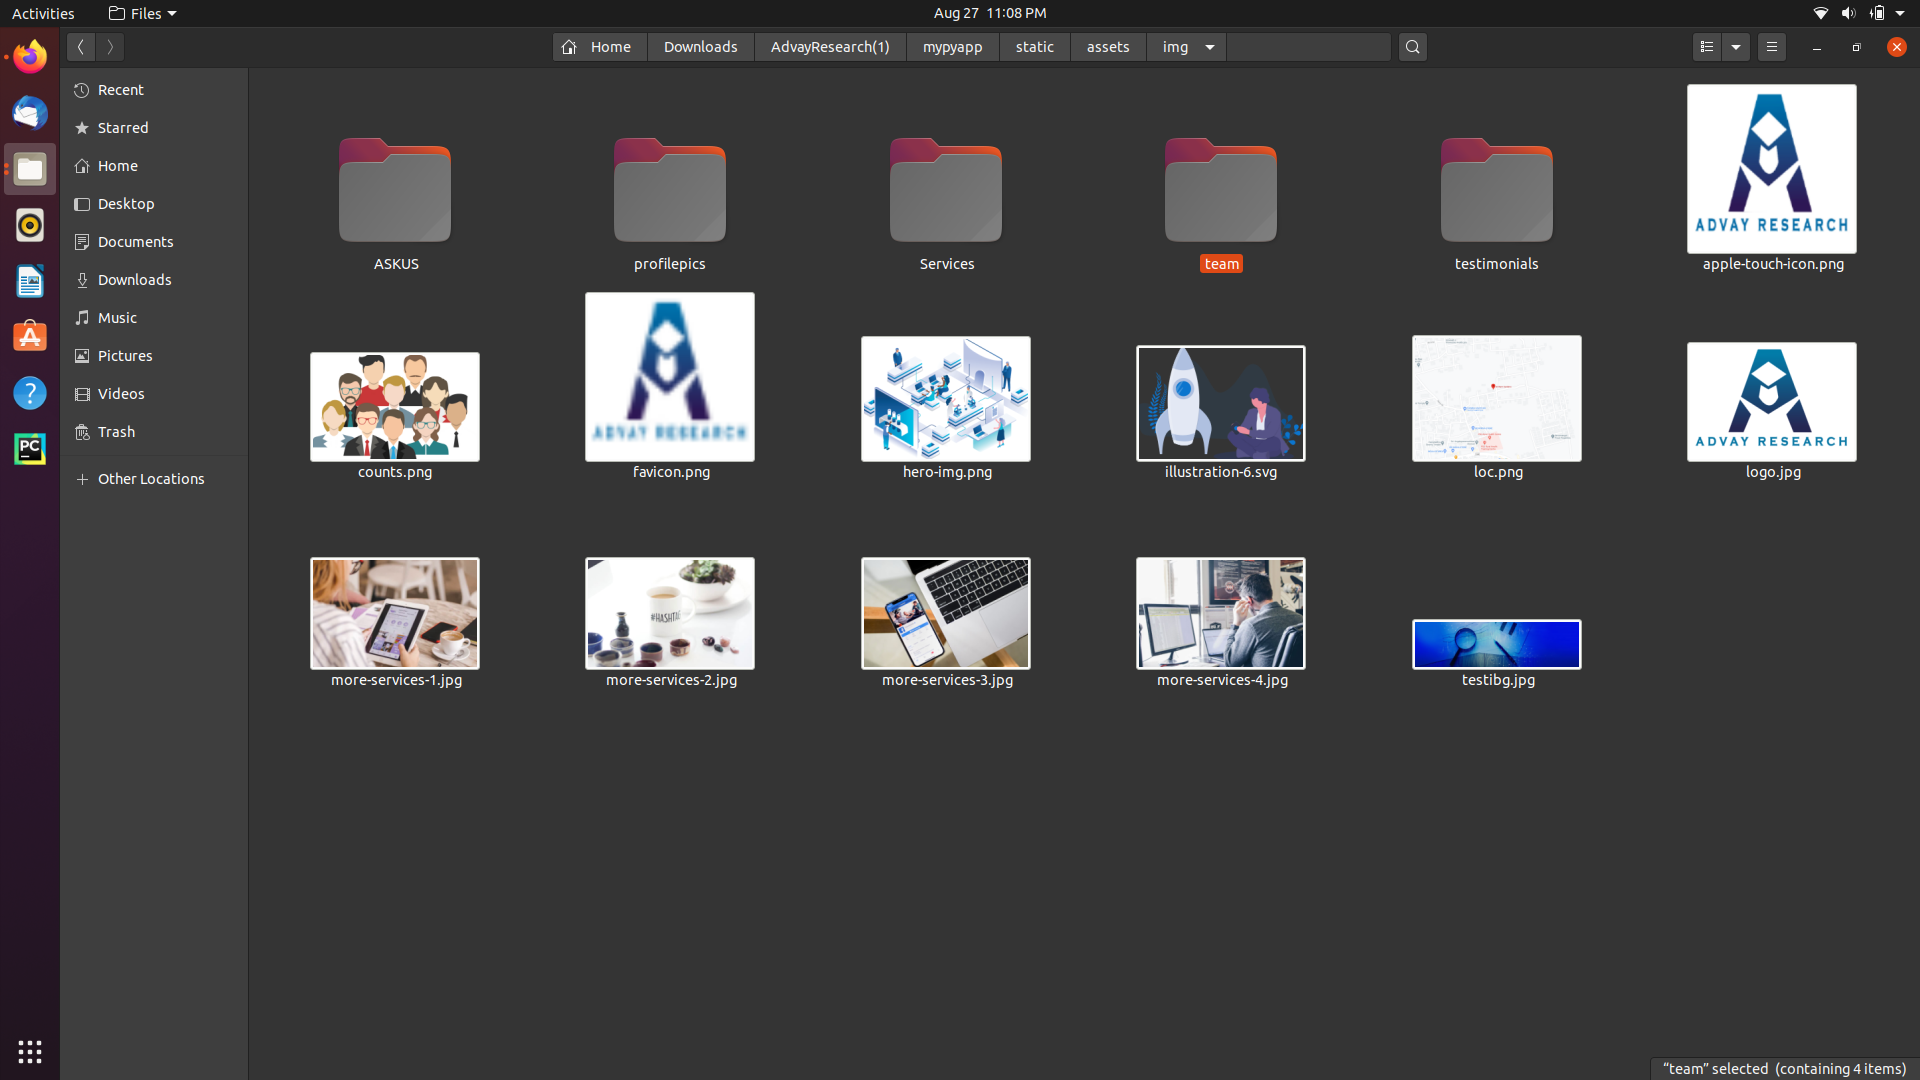 Activities
Files
Aug 27 11:08 PM
Home
Downloads
AdvayResearch(1)
mypyapp
static
assets
img
Recent
Starred
Home
Desktop
Documents
Downloads
Music
Pictures
Videos
Trash
Other Locations
ASKUS
profilepics
Services
team
testimonials
ADVAY RESEARCH
apple-touch-icon.png
counts.png
ADVAY RESEARCH
favicon.png
hero-img.png
illustration-6.svg
loc.png
ADVAY RESEARCH
logo.jpg
more-services-1.jpg
#HASHTAG
more-services-2.jpg
more-services-3.jpg
more-services-4.jpg
testibg.jpg
PC
"team" selected (containing 4 items)